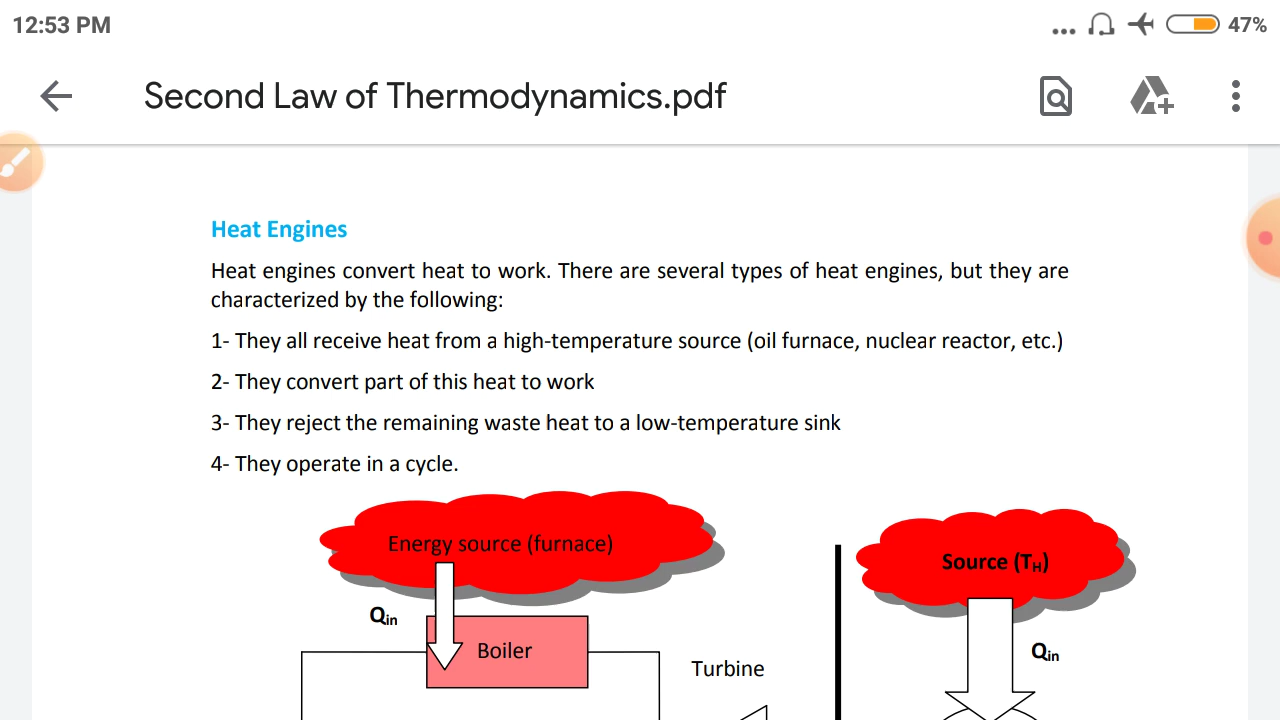 12:53 PM
47%
Second Law of Thermodynamics.pdf
Heat Engines
Heat engines convert heat to work. There are several types of heat engines, but they are
characterized by the following:
1- They all receive heat from a high-temperature source (oil furnace, nuclear reactor, etc.)
2- They convert part of this heat to work
3- They reject the remaining waste heat to a low-temperature sink
4- They operate in a cycle.
Energy source (furnace)
Source (TH)
Qin
Boiler
Turbine
Qin